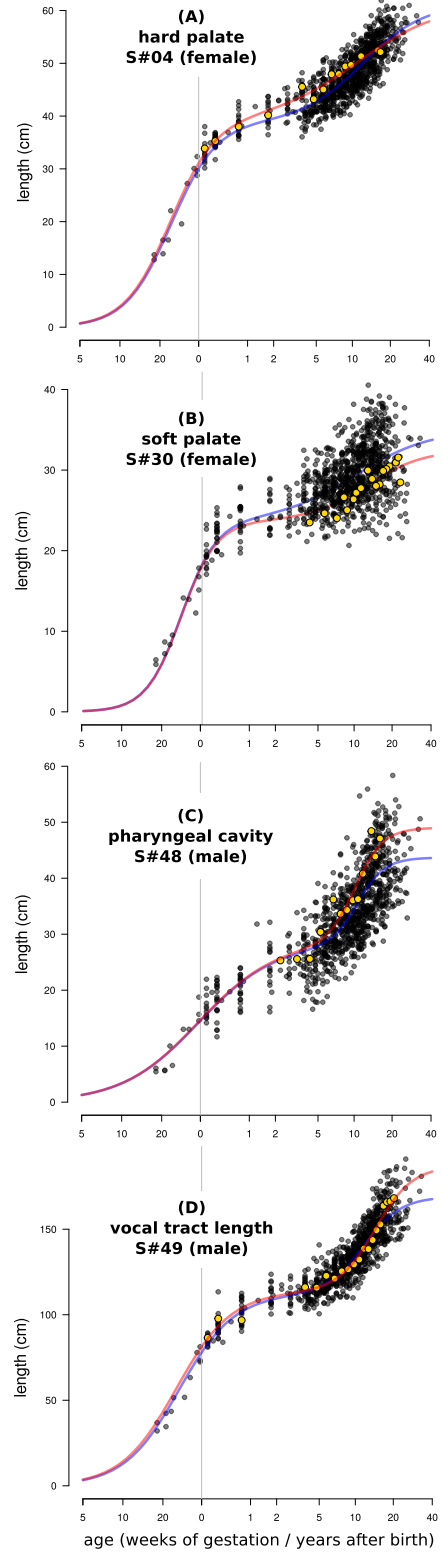 (A)
hard palate
S#04 (female)
length (cm)
60
50
40
30
20
10
0
5 10 20 0 1 2 5 10 20 40
(B)
soft palate
S#30 (female)
length (cm)
40
30
20
10
0
5 10 20 0 1 2 5 10 20 40
(C)
pharyngeal cavity
S#48 (male)
length (cm)
60
50
40
30
20
10
0
5 10 20 0 1 2 5 10 20 40
(D)
vocal tract length
S#49 (male)
length (cm)
150
100
50
0
5 10 20 0 1 2 5 10 20 40
age (weeks of gestation / years after birth)